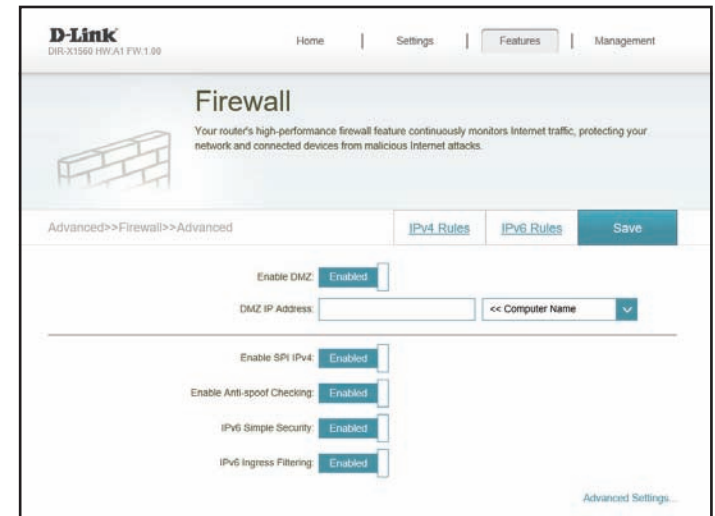 D-Link
DIR-X1560 HW:A1 FW:1.00
Home | Settings | Features | Management
Firewall
Your router's high-performance firewall feature continuously monitors Internet traffic, protecting your
network and connected devices from malicious Internet attacks.
Advanced>>Firewall>>Advanced
IPv4 Rules
IPv6 Rules
Save
Enable DMZ: Enabled
DMZ IP Address: << Computer Name
Enable SPI IPv4: Enabled
Enable Anti-spoof Checking: Enabled
IPv6 Simple Security: Enabled
IPv6 Ingress Filtering: Enabled
Advanced Settings...